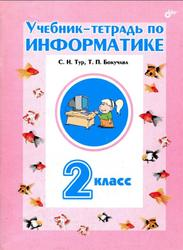 Учебник-тетрадь по
ИНФОРМАТИКЕ
С. Н. Тур, Т. П. Бокучава
2 класс